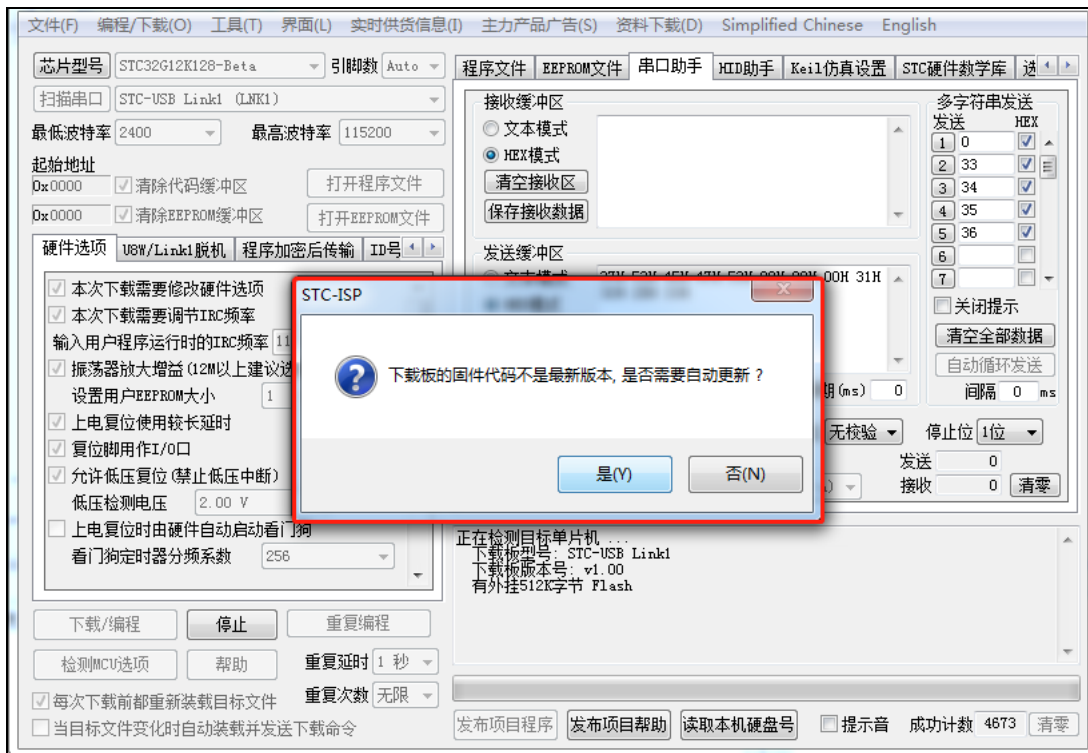 文件(F) 编程/下载(O) 工具(T) 界面(L) 实时供货信息(I) 主力产品广告(S) 资料下载(D) Simplified Chinese English
芯片型号 STC32G12K128-Beta 引脚数 Auto
扫描串口 STC-USB Link1 (LNK1)
最低波特率 2400 最高波特率 115200
起始地址
0x0000 清除代码缓冲区 打开程序文件
0x0000 清除EEPROM缓冲区 打开EEPROM文件
硬件选项 U8W/Link1脱机 程序加密后传输 ID号
本次下载需要修改硬件选项
本次下载需要调节IRC频率
输入用户程序运行时的IRC频率 11
振荡器放大增益(12M以上建议选
设置用户EEPROM大小 1
上电复位使用较长延时
复位脚用作I/O口
允许低压复位(禁止低压中断)
低压检测电压 2.00 V
上电复位时由硬件自动启动看门狗
看门狗定时器分频系数 256
下载/编程 停止 重复编程
检测MCU选项 帮助 重复延时 1 秒
每次下载前都重新装载目标文件 重复次数 无限
当目标文件变化时自动装载并发送下载命令
程序文件 EEPROM文件 串口助手 HID助手 Keil仿真设置 STC硬件数学库 选
接收缓冲区
文本模式
HEX模式
清空接收区
保存接收数据
多字符串发送
发送 HEX
1 0
2 33
3 34
4 35
5 36
6
7
关闭提示
清空全部数据
自动循环发送
间隔 0 ms
发送缓冲区
00H 31H
期(ms) 0
无校验 停止位 1位
发送 0
接收 0 清零
STC-ISP
下载板的固件代码不是最新版本, 是否需要自动更新 ?
是(Y) 否(N)
正在检测目标单片机 ...
下载板型号: STC-USB Link1
下载板版本号: v1.00
有外挂512K字节 Flash
发布项目程序 发布项目帮助 读取本机硬盘号 提示音 成功计数 4673 清零